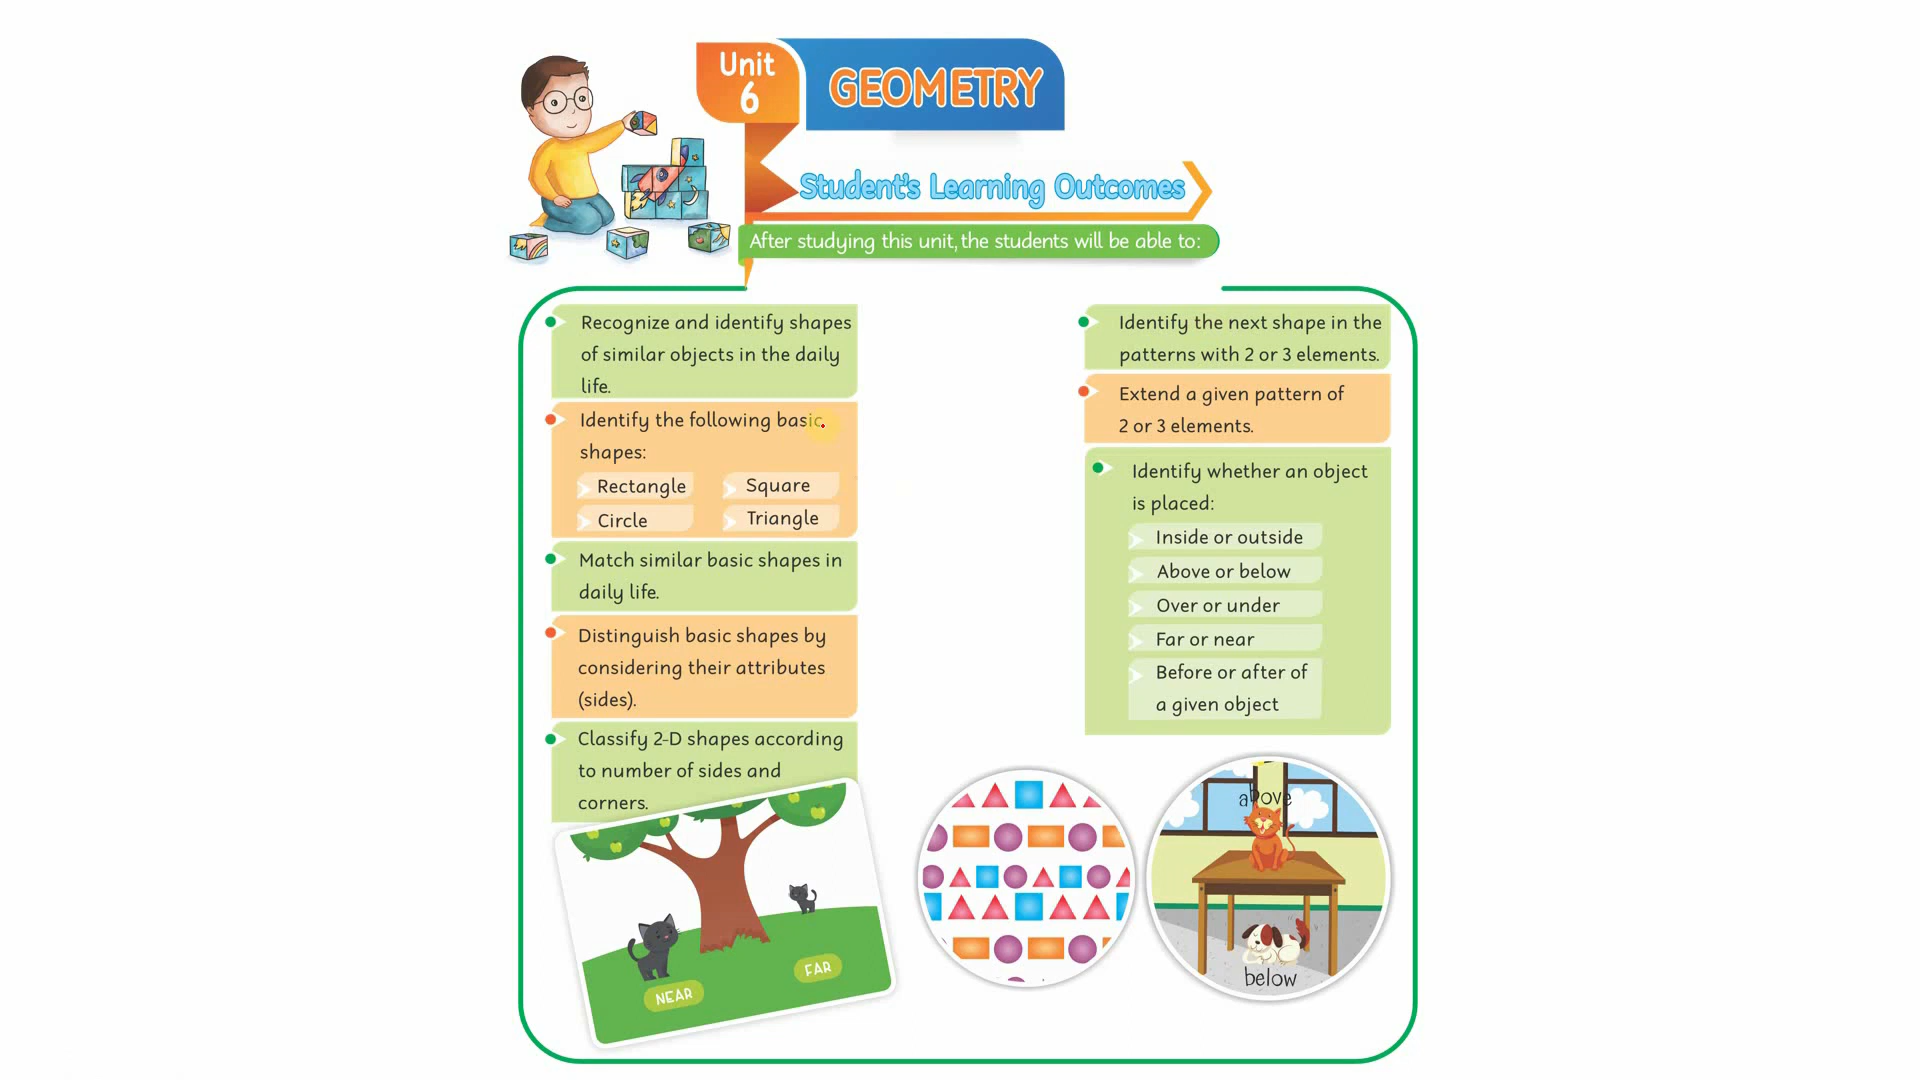 Unit
6
GEOMETRY
Student's Learning Outcomes
After studying this unit, the students will be able to:
Recognize and identify shapes
of similar objects in the daily
life.
Identify the following basic
shapes:
Rectangle
Square
Circle
Triangle
Match similar basic shapes in
daily life.
Distinguish basic shapes by
considering their attributes
(sides).
Classify 2-D shapes according
to number of sides and
corners.
Identify the next shape in the
patterns with 2 or 3 elements.
Extend a given pattern of
2 or 3 elements.
Identify whether an object
is placed:
Inside or outside
Above or below
Over or under
Far or near
Before or after of
a given object
NEAR
FAR
above
below